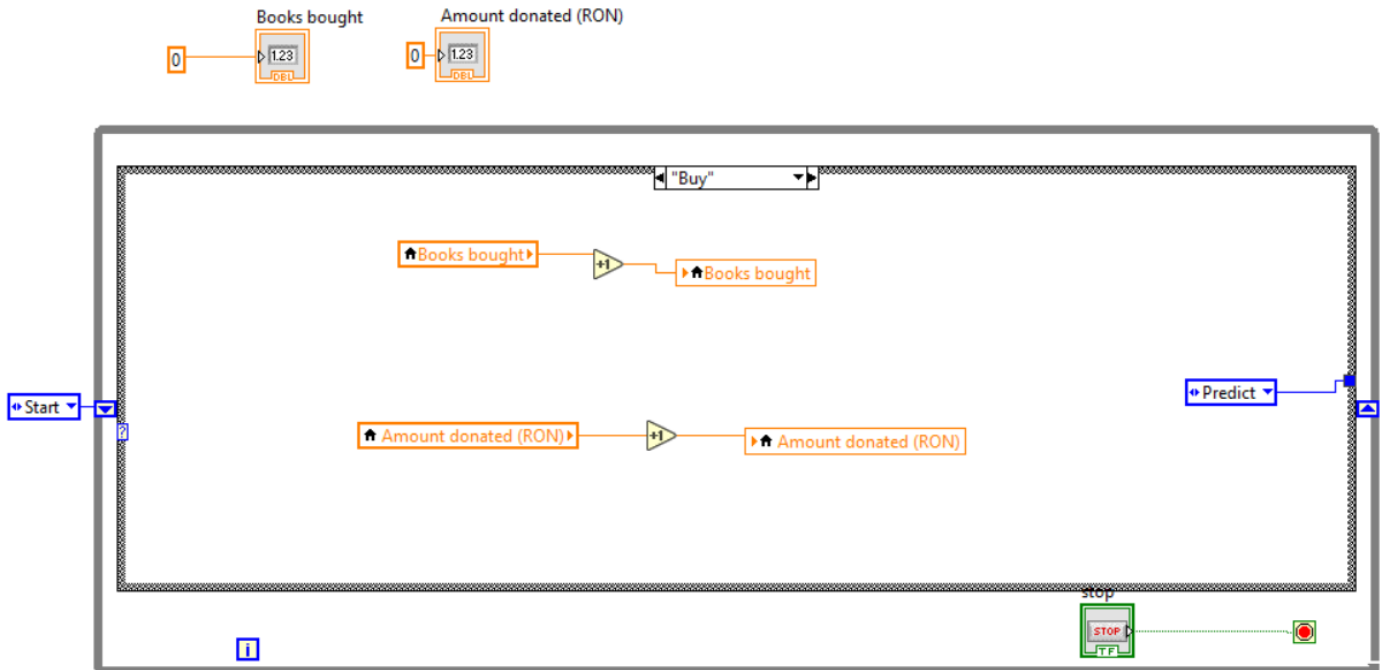 Books bought
Amount donated (RON)
0
1.23
DBL
0
1.23
DBL
"Buy"
Books bought
+1
Books bought
Start
Predict
?
Amount donated (RON)
+1
Amount donated (RON)
stop
STOP
TF
i